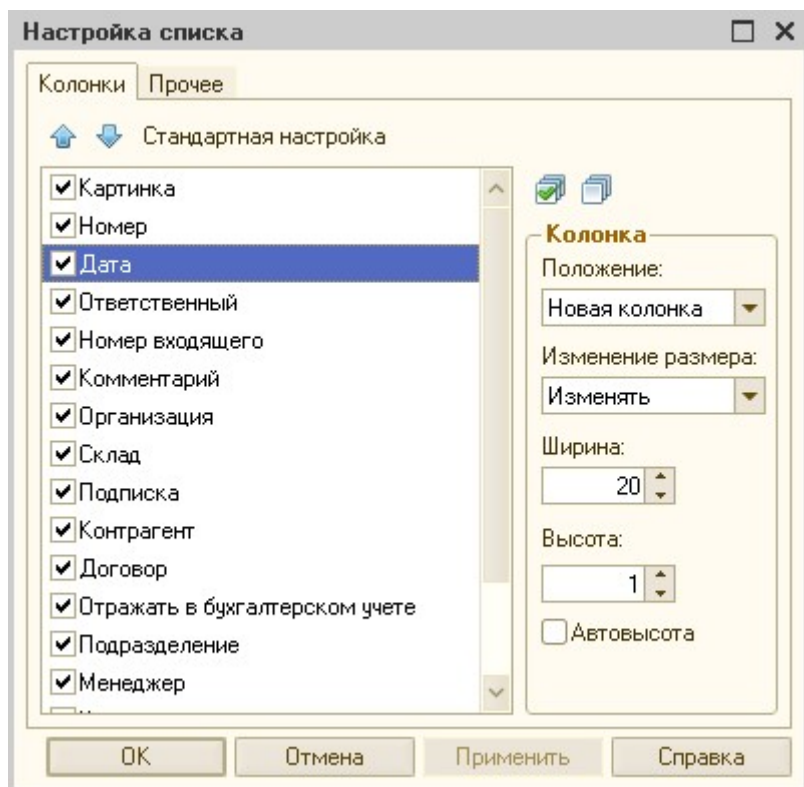 Настройка списка
Колонки Прочее
Стандартная настройка
Картинка
Номер
Дата
Ответственный
Номер входящего
Комментарий
Организация
Склад
Подписка
Контрагент
Договор
Отражать в бухгалтерском учете
Подразделение
Менеджер
Колонка
Положение:
Новая колонка
Изменение размера:
Изменять
Ширина:
20
Высота:
1
Автовысота
ОК Отмена Применить Справка